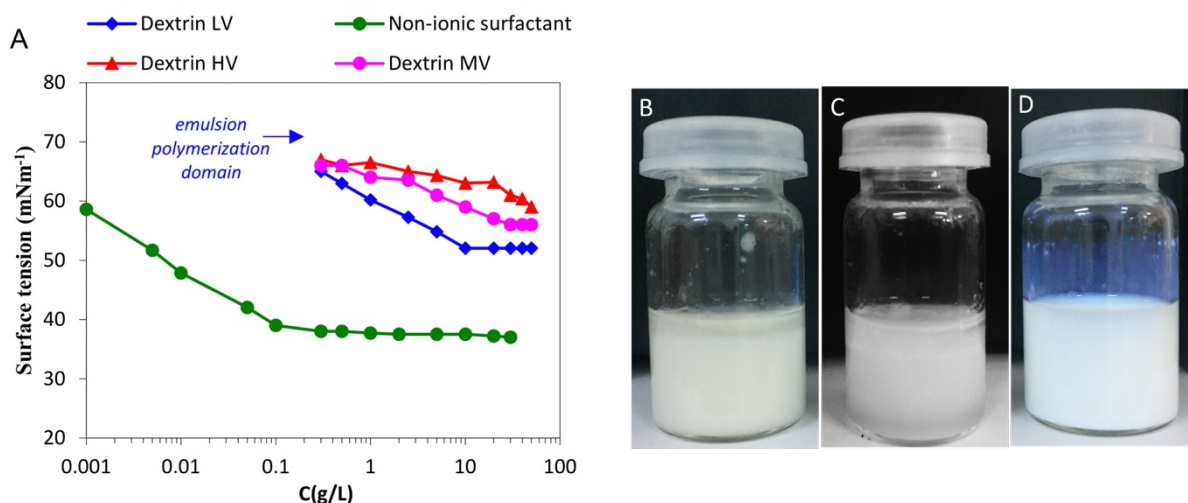 A
Dextrin LV
Non-ionic surfactant
Dextrin HV
Dextrin MV
80
70
60
50
40
30
20
Surface tension (mNm⁻¹)
emulsion
polymerization
domain
0.001
0.01
0.1
1
10
100
C(g/L)
B
C
D